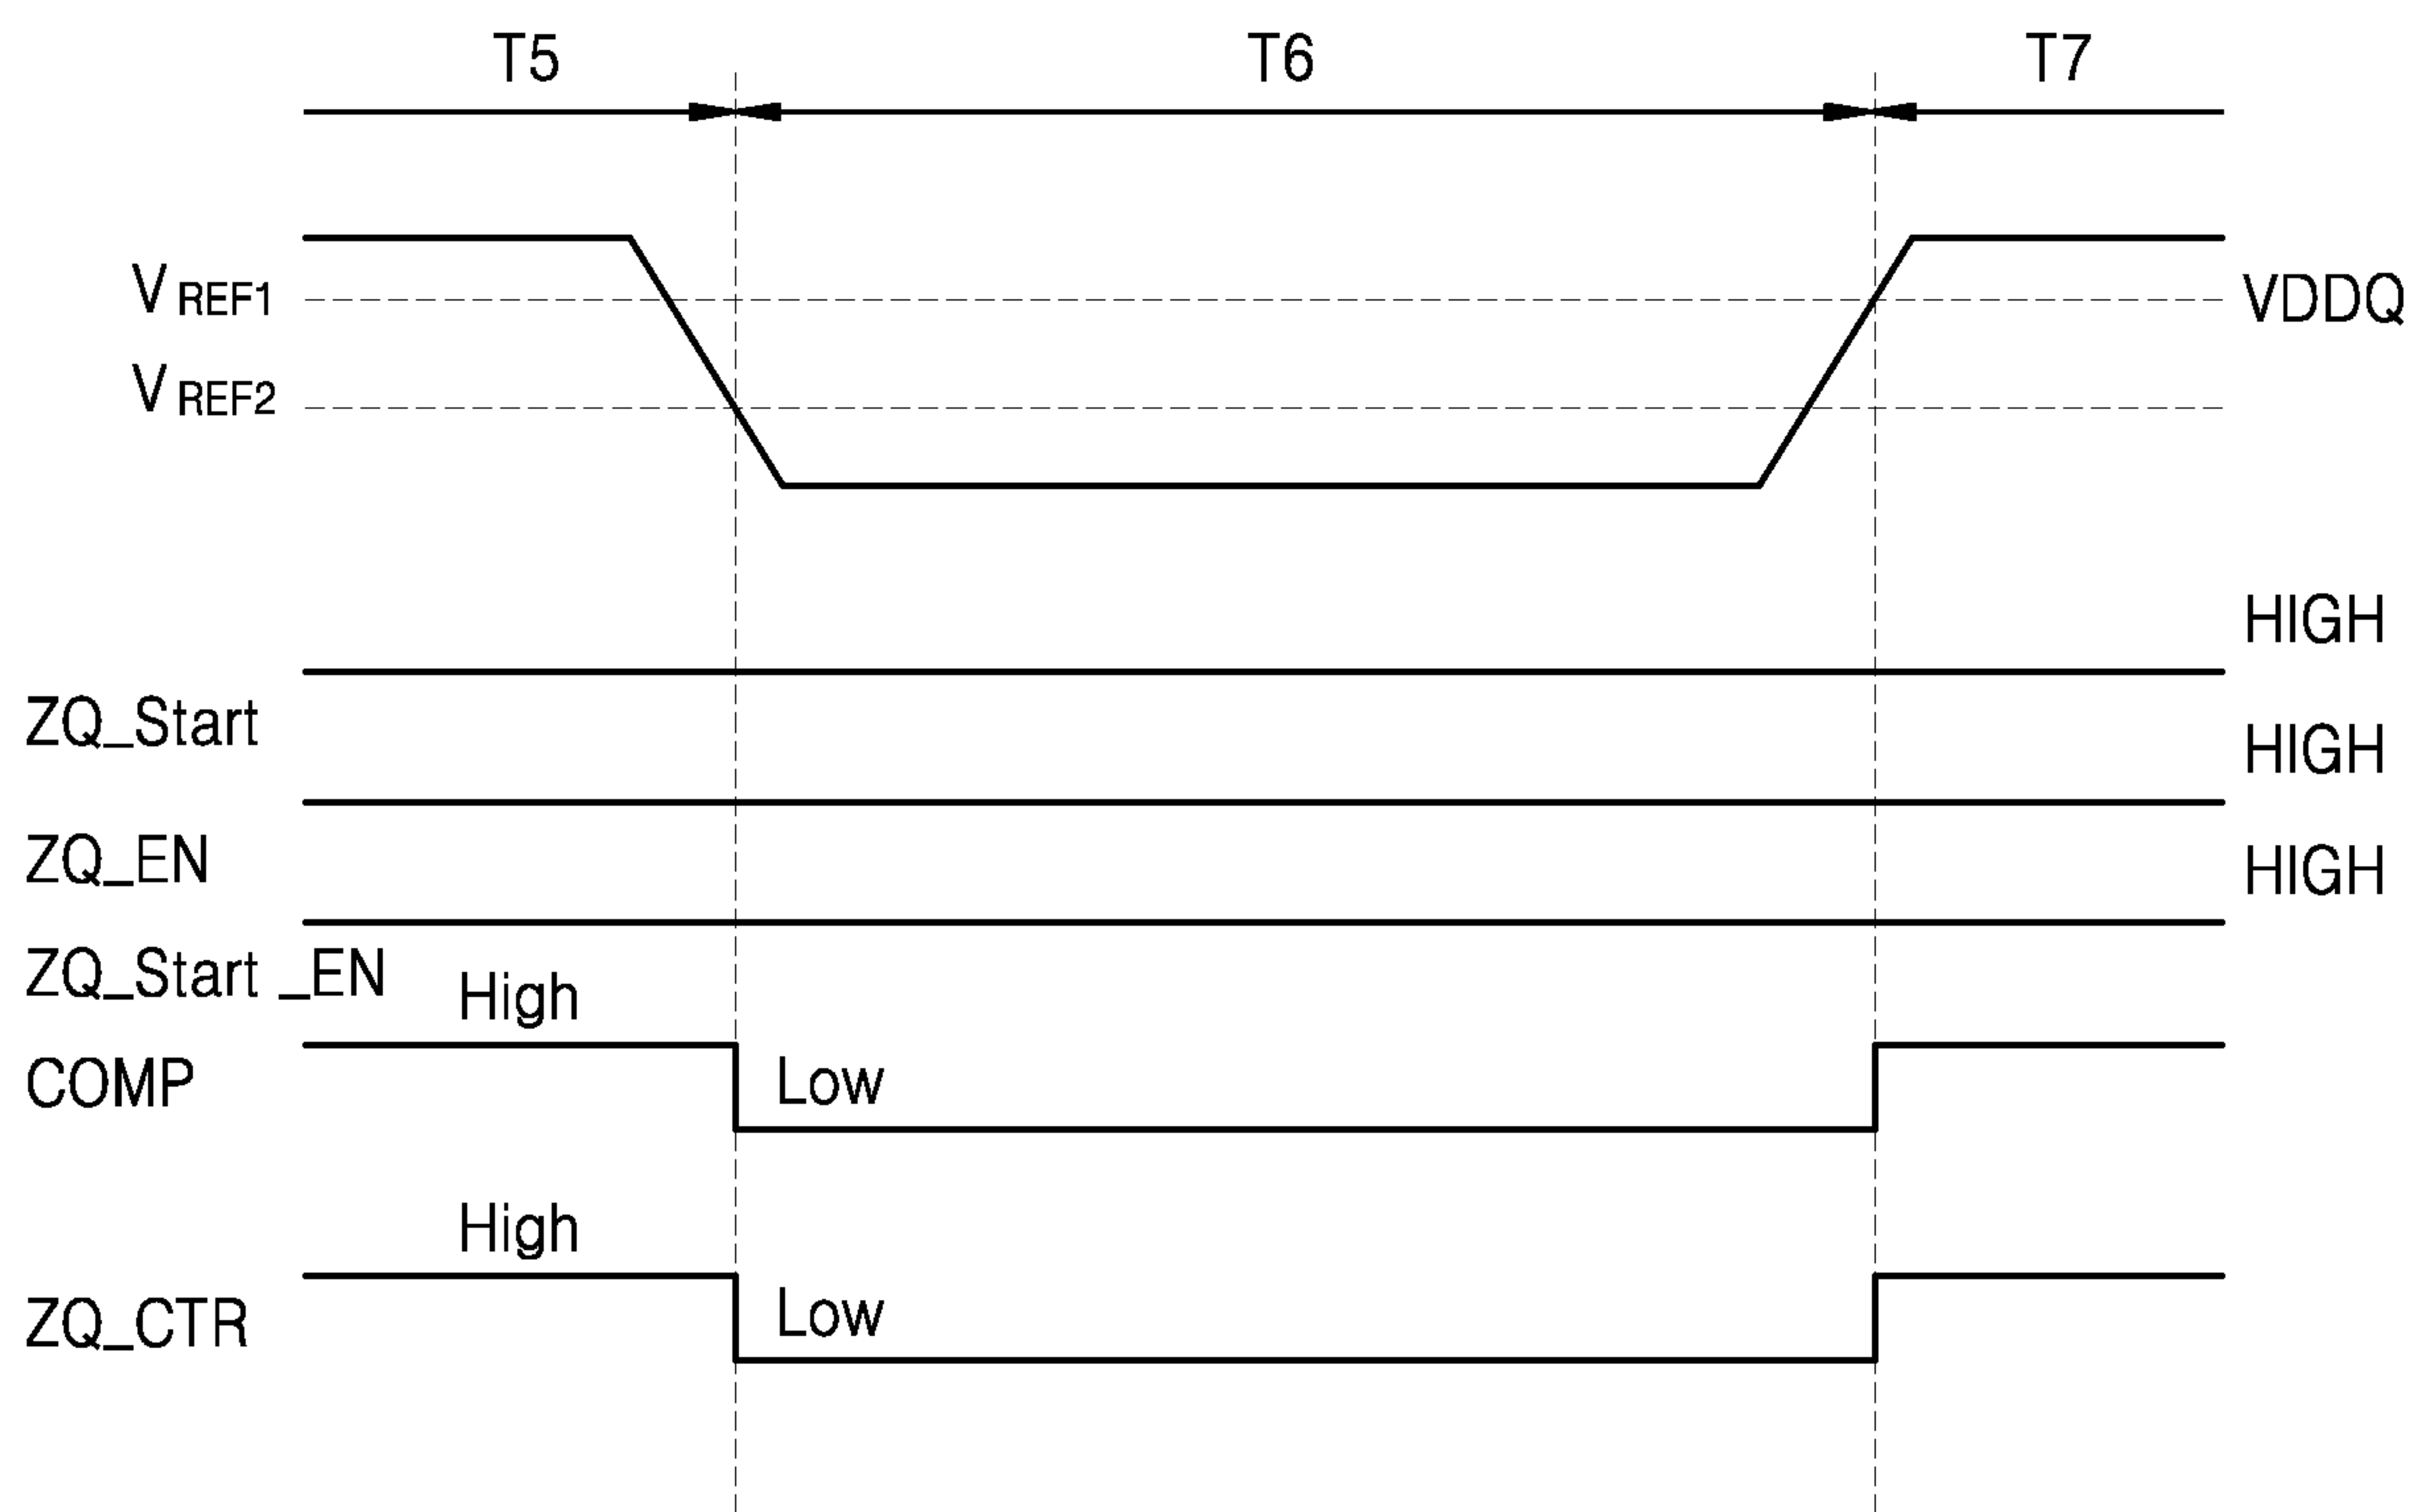 T5 T6 T7
VREF1 VDDQ
VREF2
HIGH
ZQ_Start
HIGH
ZQ_EN
HIGH
ZQ_Start _EN
High
COMP Low
High
ZQ_CTR Low